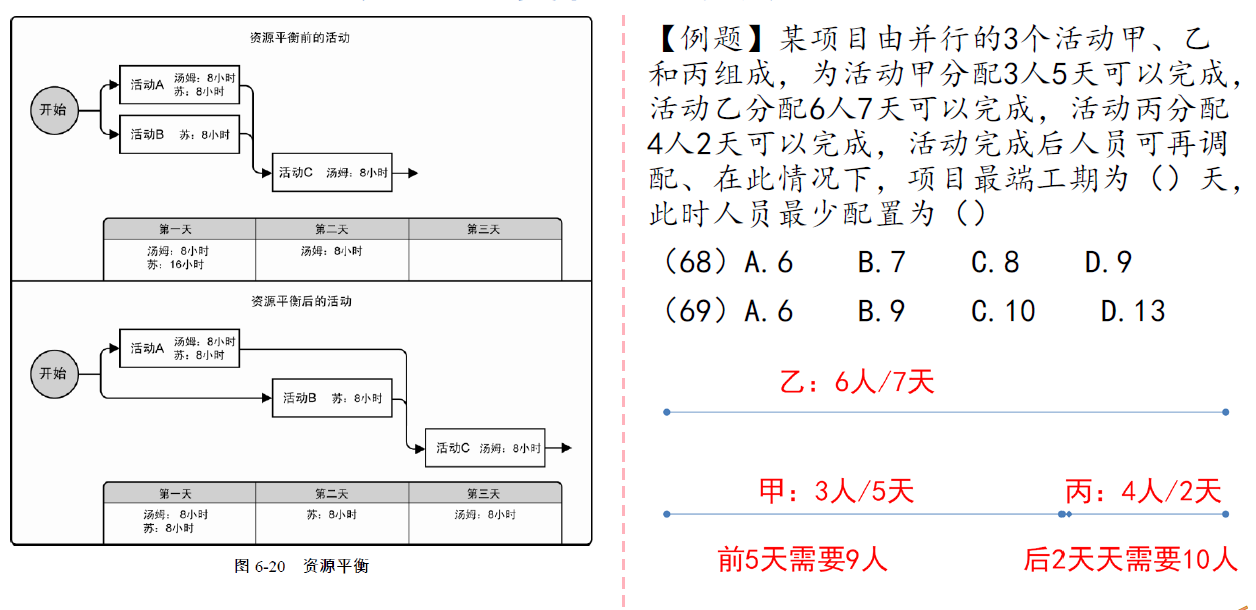 资源平衡前的活动
开始
活动A 汤姆：8小时
苏：8小时
活动B 苏：8小时
活动C 汤姆：8小时
第一天 第二天 第三天
汤姆：8小时 汤姆：8小时
苏：16小时
资源平衡后的活动
开始
活动A 汤姆：8小时
苏：8小时
活动B 苏：8小时
活动C 汤姆：8小时
第一天 第二天 第三天
汤姆：8小时 苏：8小时 汤姆：8小时
苏：8小时
图 6-20 资源平衡
【例题】某项目由并行的3个活动甲、乙
和丙组成，为活动甲分配3人5天可以完成，
活动乙分配6人7天可以完成，活动丙分配
4人2天可以完成，活动完成后人员可再调
配、在此情况下，项目最端工期为（）天，
此时人员最少配置为（）
（68）A.6 B.7 C.8 D.9
（69）A.6 B.9 C.10 D.13
乙：6人/7天
甲：3人/5天 丙：4人/2天
前5天需要9人 后2天天需要10人